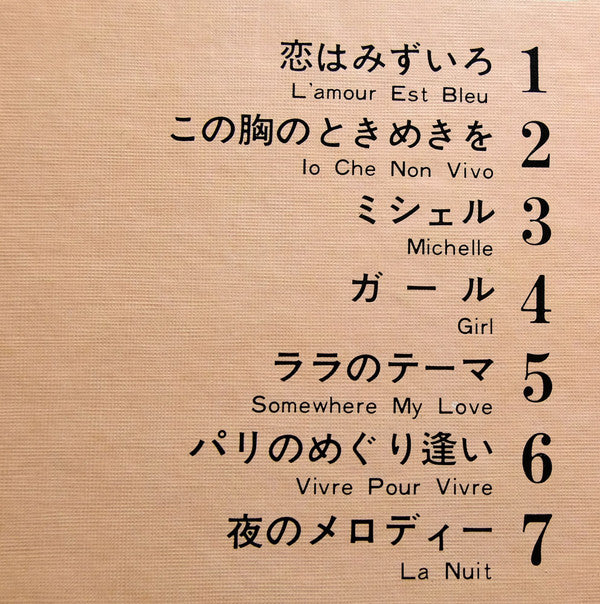 恋はみずいろ 1
L'amour Est Bleu
この胸のときめきを 2
Io Che Non Vivo
ミシェル 3
Michelle
ガール 4
Girl
ララのテーマ 5
Somewhere My Love
パリのめぐり逢い 6
Vivre Pour Vivre
夜のメロディー 7
La Nuit